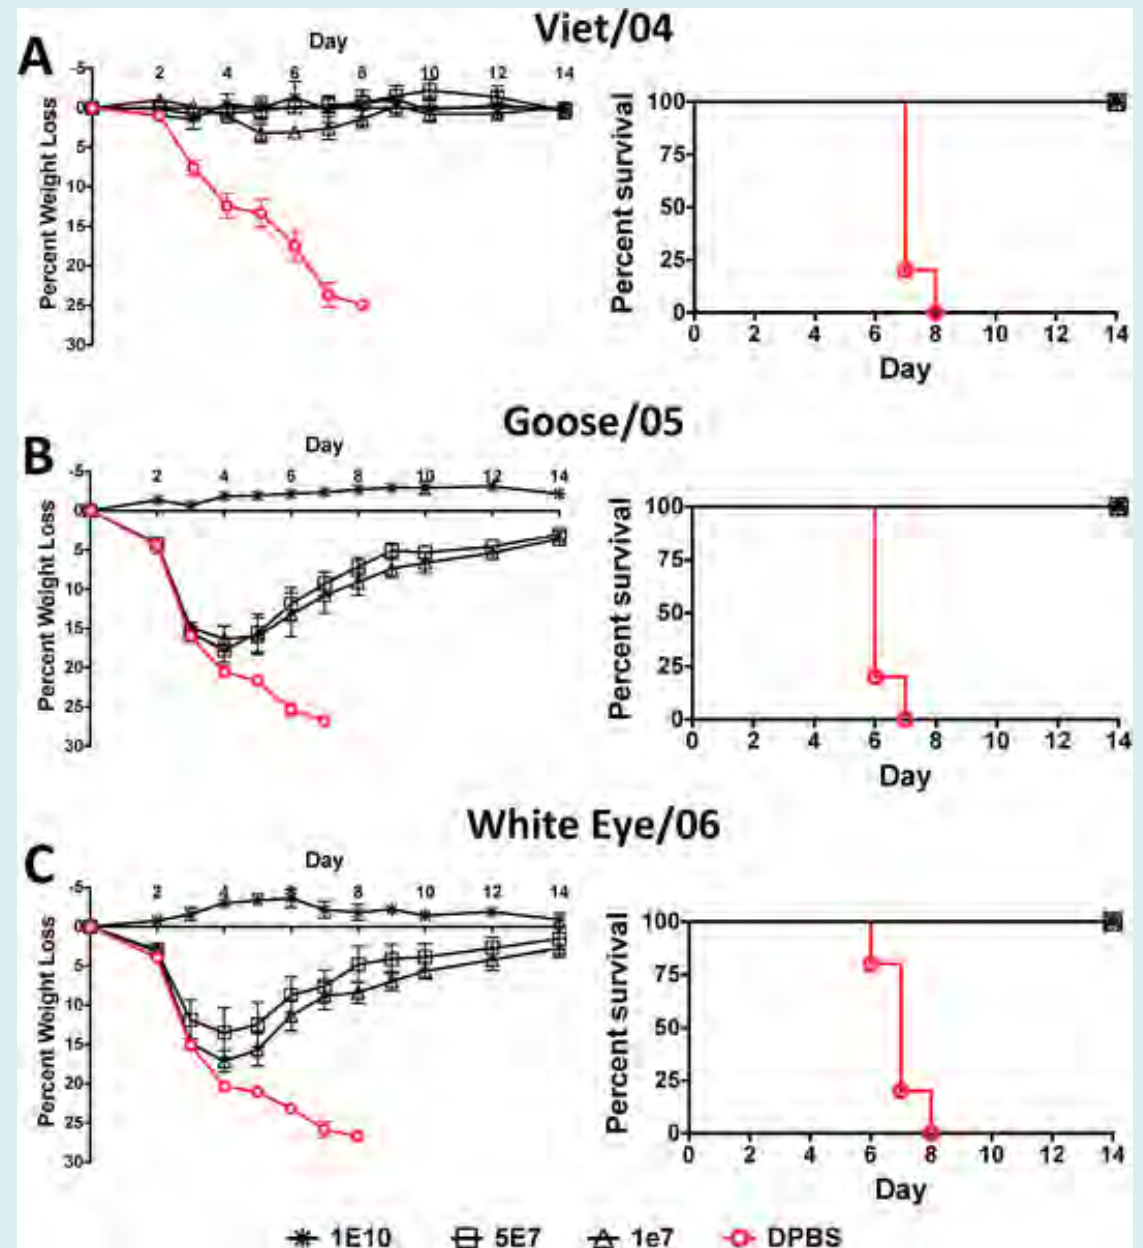 Viet/04
A
Day
-5 2 4 6 8 10 12 14
0
5
10
15
20
25
30
Percent Weight Loss
100
75
50
25
0
Percent survival
0 2 4 6 8 10 12 14
Day
Goose/05
B
Day
-5 2 4 6 8 10 12 14
0
5
10
15
20
25
30
Percent Weight Loss
100
75
50
25
0
Percent survival
0 2 4 6 8 10 12 14
Day
White Eye/06
C
Day
-5 2 4 6 8 10 12 14
0
5
10
15
20
25
30
Percent Weight Loss
100
75
50
25
0
Percent survival
0 2 4 6 8 10 12 14
Day
1E10 5E7 1e7 DPBS